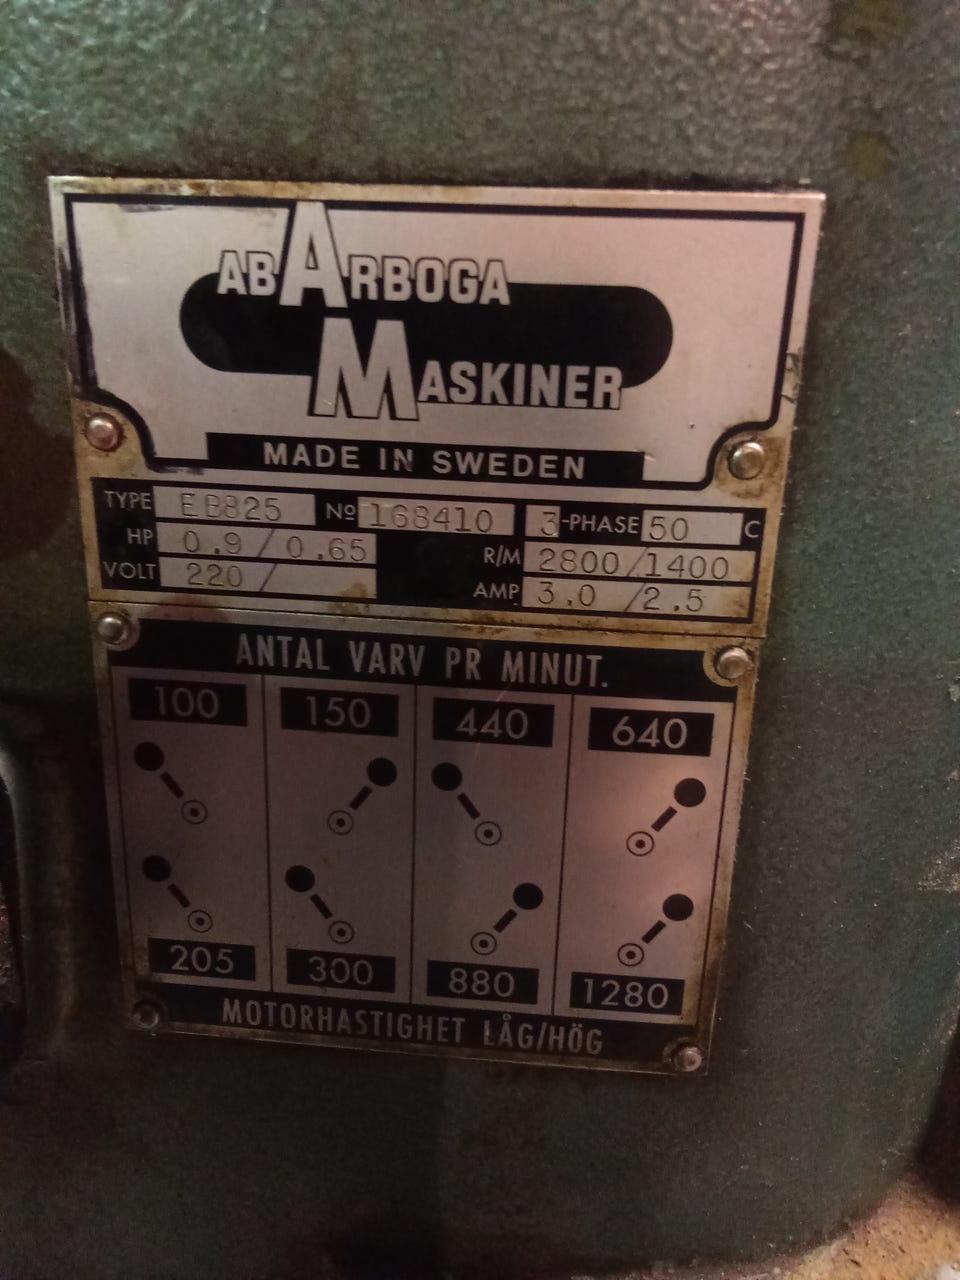 AB ARBOGA
MASKINER
MADE IN SWEDEN
TYPE EB825 Nº 168410 3-PHASE 50 C
HP 0.9/0.65 R/M 2800/1400
VOLT 220/ AMP 3.0/2.5
ANTAL VARV PR MINUT.
100 150 440 640
205 300 880 1280
MOTORHASTIGHET LÅG/HÖG